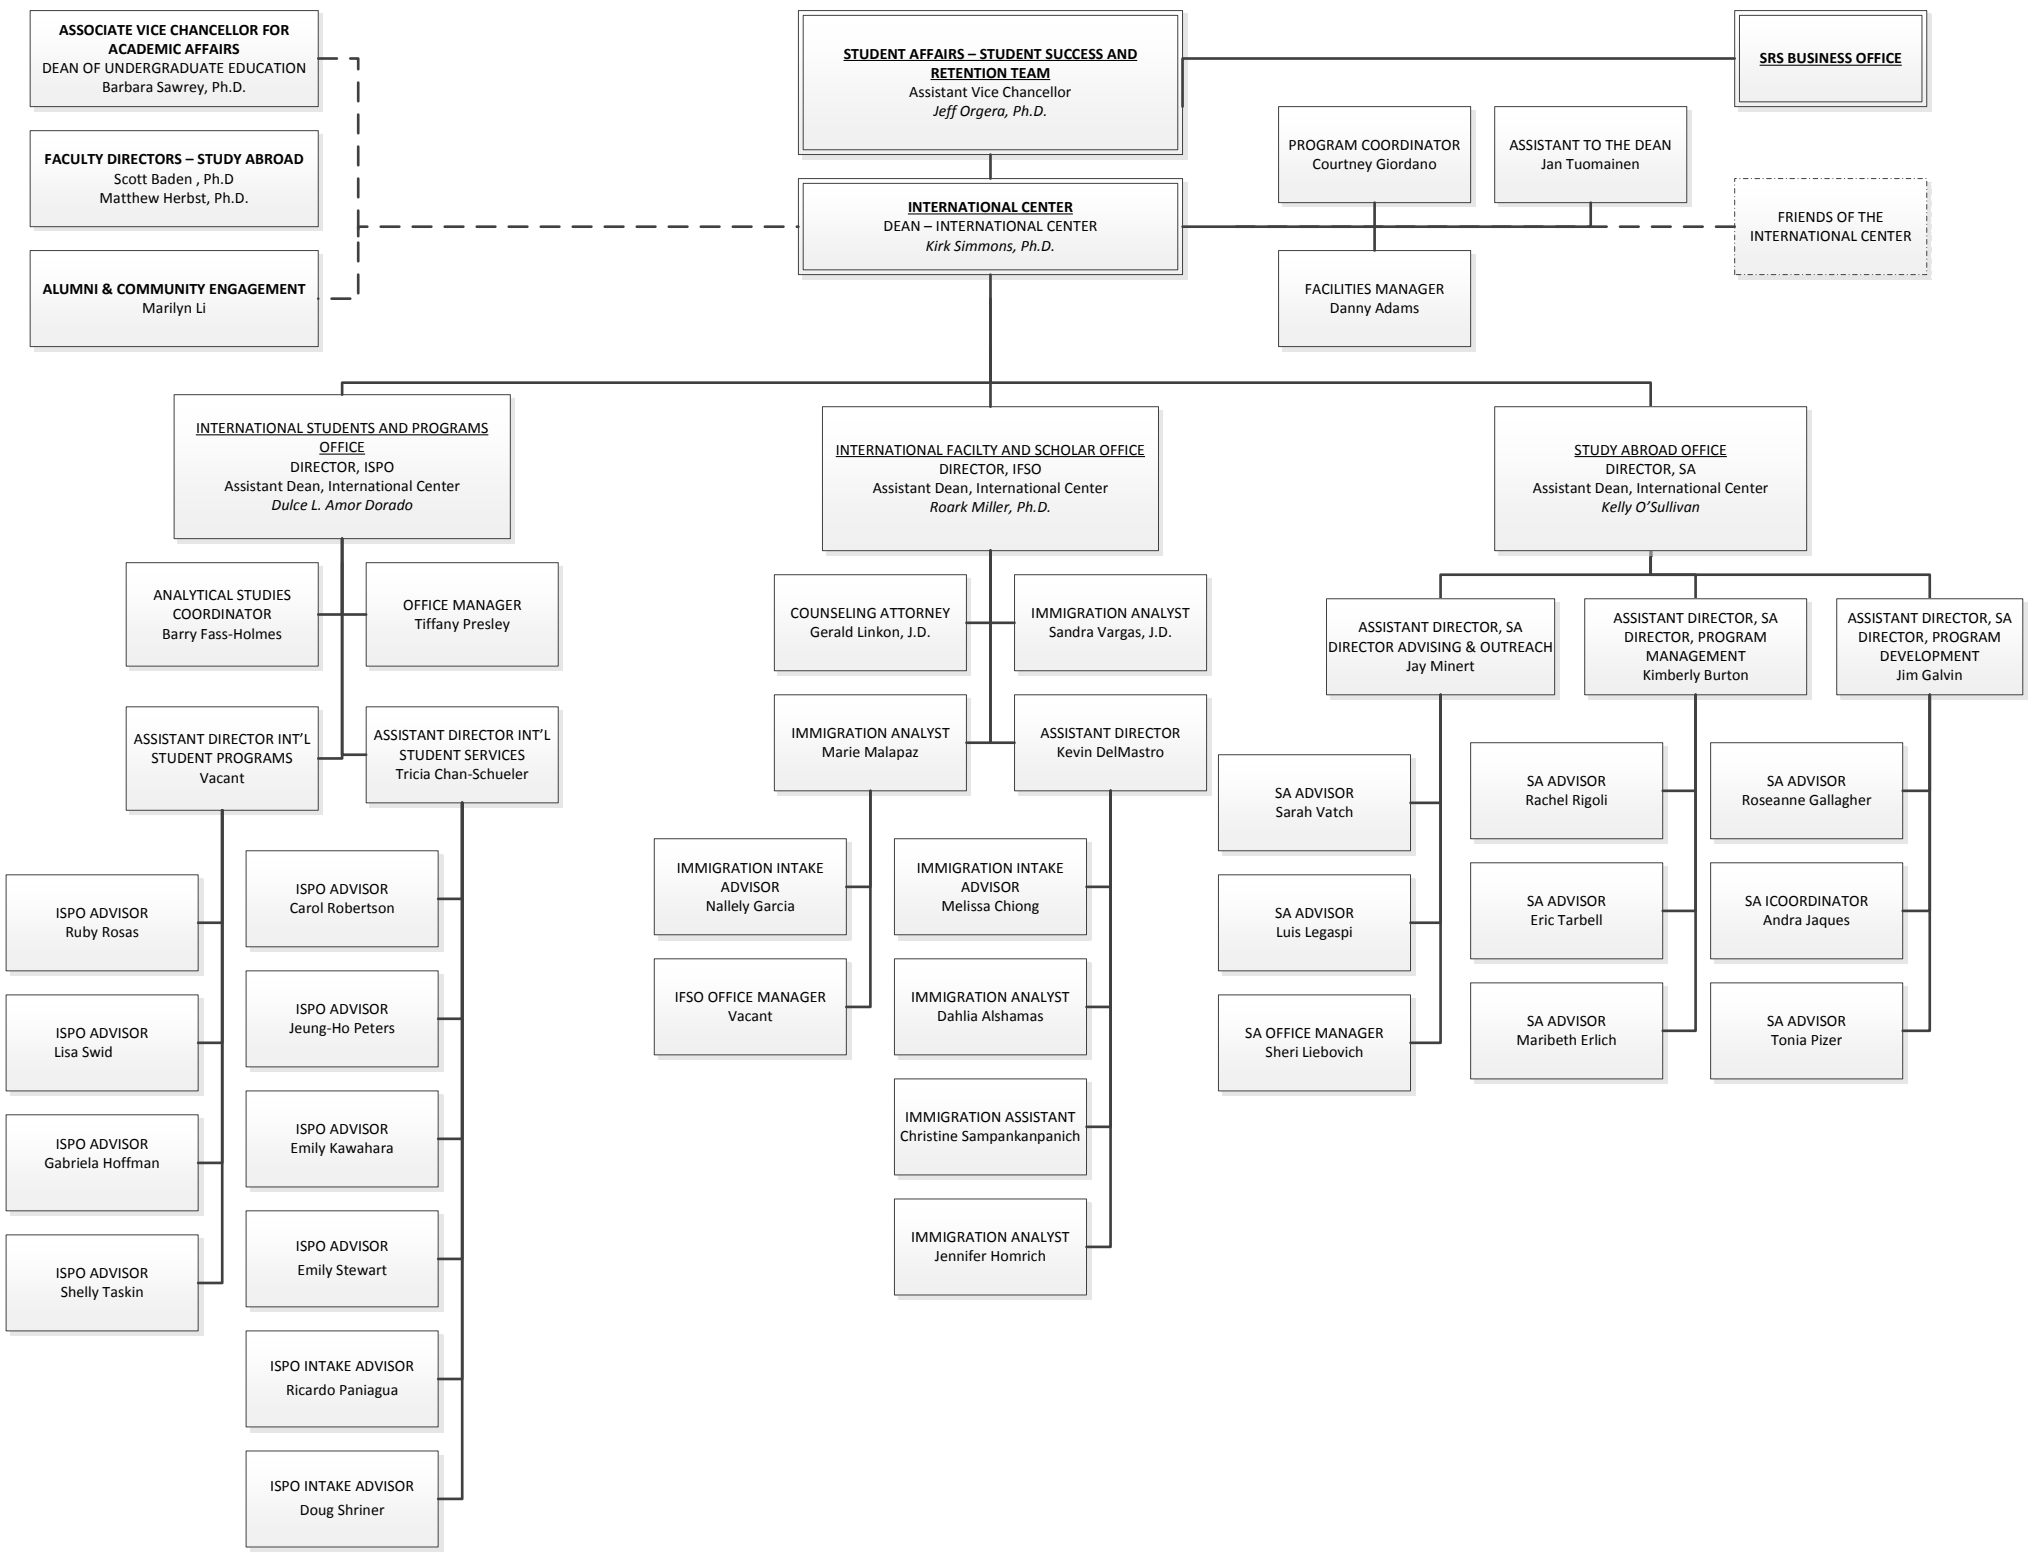 ASSOCIATE VICE CHANCELLOR FOR
ACADEMIC AFFAIRS
DEAN OF UNDERGRADUATE EDUCATION
Barbara Sawrey, Ph.D.
STUDENT AFFAIRS – STUDENT SUCCESS AND
RETENTION TEAM
Assistant Vice Chancellor
Jeff Orgera, Ph.D.
SRS BUSINESS OFFICE
FACULTY DIRECTORS – STUDY ABROAD
Scott Baden , Ph.D
Matthew Herbst, Ph.D.
PROGRAM COORDINATOR
Courtney Giordano
ASSISTANT TO THE DEAN
Jan Tuomainen
INTERNATIONAL CENTER
DEAN – INTERNATIONAL CENTER
Kirk Simmons, Ph.D.
FRIENDS OF THE
INTERNATIONAL CENTER
ALUMNI & COMMUNITY ENGAGEMENT
Marilyn Li
FACILITIES MANAGER
Danny Adams
INTERNATIONAL STUDENTS AND PROGRAMS
OFFICE
DIRECTOR, ISPO
Assistant Dean, International Center
Dulce L. Amor Dorado
INTERNATIONAL FACILTY AND SCHOLAR OFFICE
DIRECTOR, IFSO
Assistant Dean, International Center
Roark Miller, Ph.D.
STUDY ABROAD OFFICE
DIRECTOR, SA
Assistant Dean, International Center
Kelly O’Sullivan
ANALYTICAL STUDIES
COORDINATOR
Barry Fass-Holmes
OFFICE MANAGER
Tiffany Presley
COUNSELING ATTORNEY
Gerald Linkon, J.D.
IMMIGRATION ANALYST
Sandra Vargas, J.D.
ASSISTANT DIRECTOR, SA
DIRECTOR ADVISING & OUTREACH
Jay Minert
ASSISTANT DIRECTOR, SA
DIRECTOR, PROGRAM
MANAGEMENT
Kimberly Burton
ASSISTANT DIRECTOR, SA
DIRECTOR, PROGRAM
DEVELOPMENT
Jim Galvin
ASSISTANT DIRECTOR INT’L
STUDENT PROGRAMS
Vacant
ASSISTANT DIRECTOR INT’L
STUDENT SERVICES
Tricia Chan-Schueler
IMMIGRATION ANALYST
Marie Malapaz
ASSISTANT DIRECTOR
Kevin DelMastro
SA ADVISOR
Sarah Vatch
SA ADVISOR
Rachel Rigoli
SA ADVISOR
Roseanne Gallagher
ISPO ADVISOR
Ruby Rosas
ISPO ADVISOR
Carol Robertson
IMMIGRATION INTAKE
ADVISOR
Nallely Garcia
IMMIGRATION INTAKE
ADVISOR
Melissa Chiong
SA ADVISOR
Luis Legaspi
SA ADVISOR
Eric Tarbell
SA ICOORDINATOR
Andra Jaques
ISPO ADVISOR
Lisa Swid
ISPO ADVISOR
Jeung-Ho Peters
IFSO OFFICE MANAGER
Vacant
IMMIGRATION ANALYST
Dahlia Alshamas
SA OFFICE MANAGER
Sheri Liebovich
SA ADVISOR
Maribeth Erlich
SA ADVISOR
Tonia Pizer
ISPO ADVISOR
Gabriela Hoffman
ISPO ADVISOR
Emily Kawahara
IMMIGRATION ASSISTANT
Christine Sampankanpanich
ISPO ADVISOR
Shelly Taskin
ISPO ADVISOR
Emily Stewart
IMMIGRATION ANALYST
Jennifer Homrich
ISPO INTAKE ADVISOR
Ricardo Paniagua
ISPO INTAKE ADVISOR
Doug Shriner